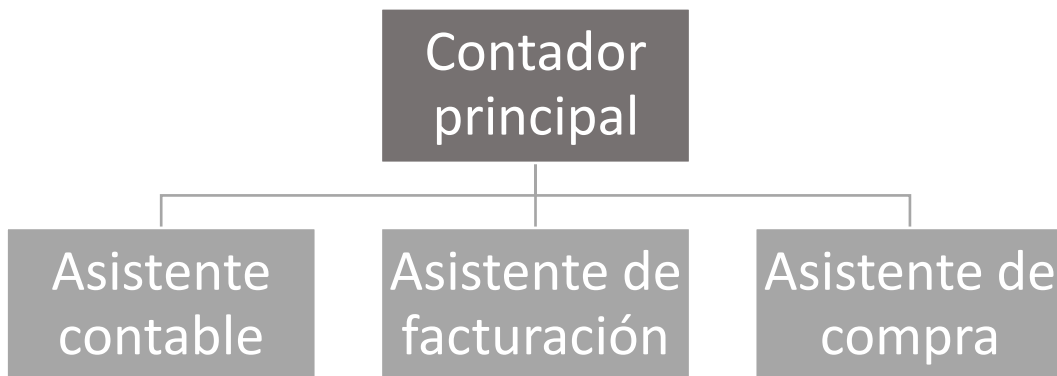 Contador
principal
Asistente
contable
Asistente de
facturación
Asistente de
compra